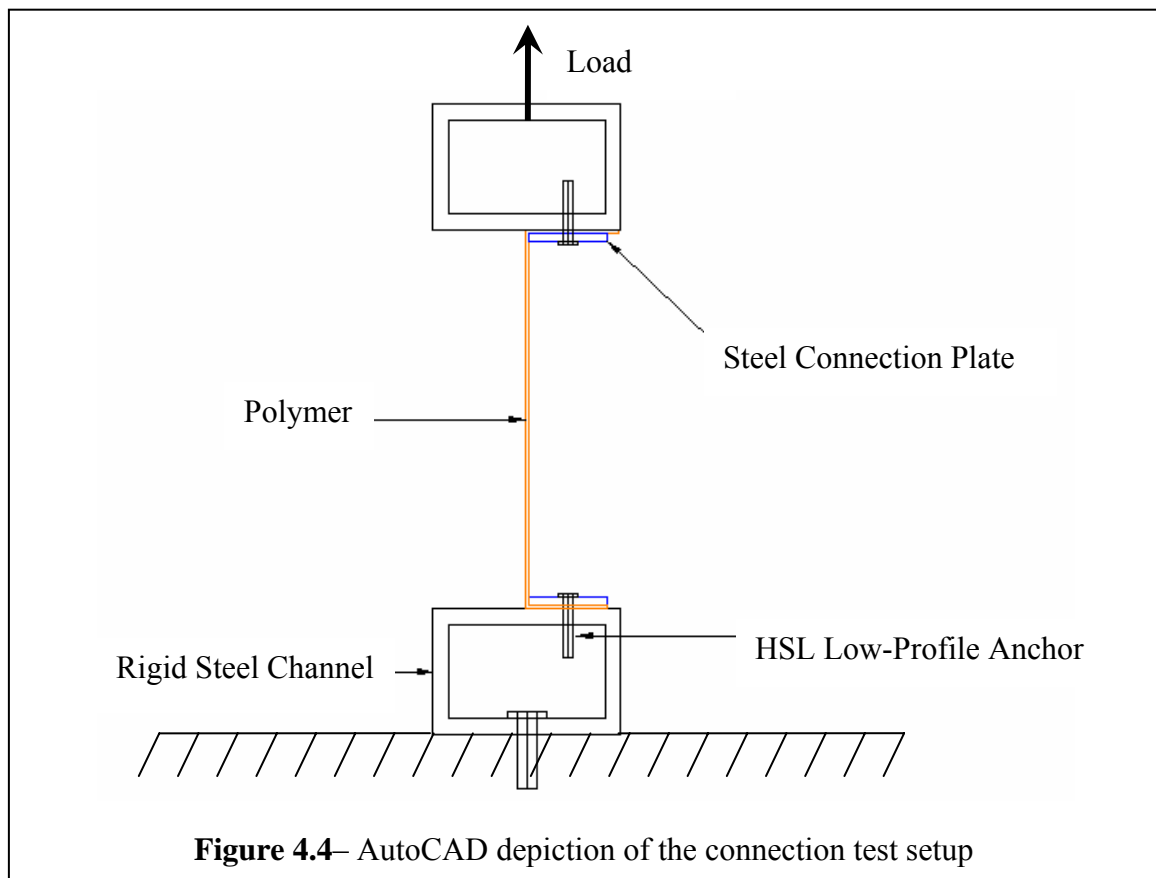 Load
Steel Connection Plate
Polymer
HSL Low-Profile Anchor
Rigid Steel Channel
Figure 4.4– AutoCAD depiction of the connection test setup